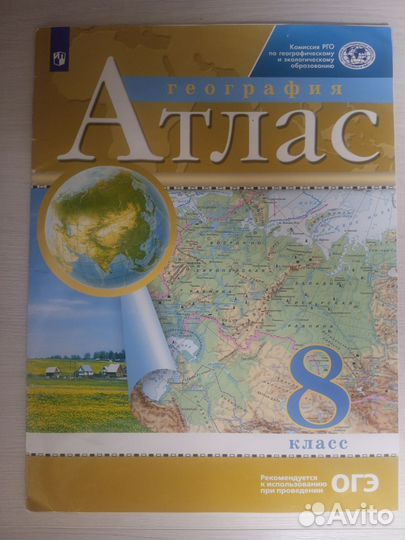 Комиссия РГО
по географическому
и экологическому
образованию
география
Атлас
8
класс
Рекомендуется
к использованию
при проведении
ОГЭ
Avito